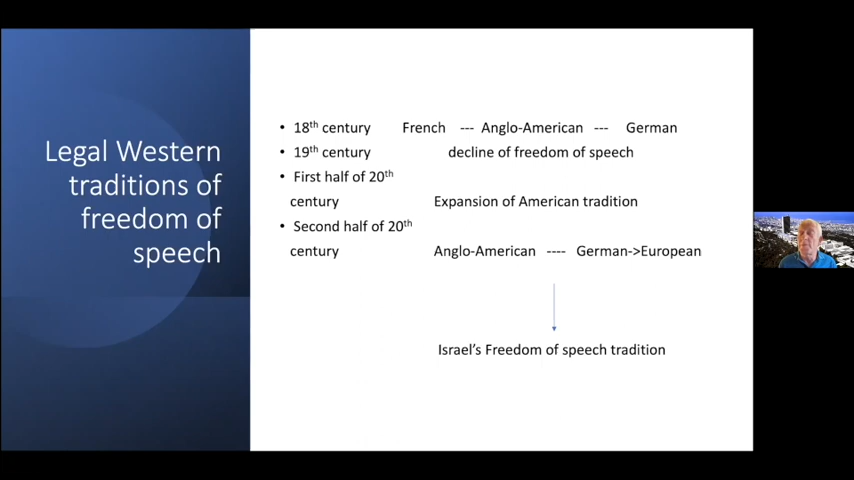 Legal Western
traditions of
freedom of
speech
• 18th century French --- Anglo-American --- German
• 19th century decline of freedom of speech
• First half of 20th
century Expansion of American tradition
• Second half of 20th
century Anglo-American ---- German->European
Israel's Freedom of speech tradition